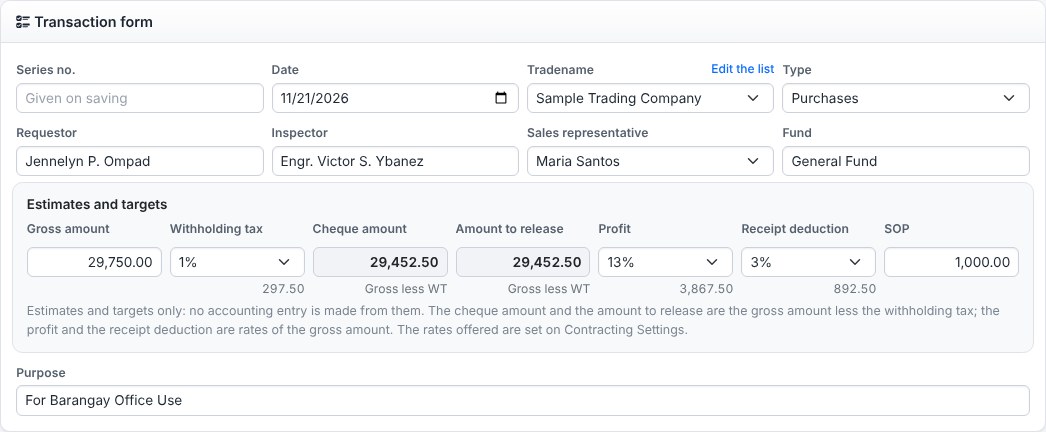 Transaction form
Series no.
Given on saving
Date
11/21/2026
Tradename
Edit the list
Sample Trading Company
Type
Purchases
Requestor
Jennelyn P. Ompad
Inspector
Engr. Victor S. Ybanez
Sales representative
Maria Santos
Fund
General Fund
Estimates and targets
Gross amount
29,750.00
Withholding tax
1%
297.50
Cheque amount
29,452.50
Gross less WT
Amount to release
29,452.50
Gross less WT
Profit
13%
3,867.50
Receipt deduction
3%
892.50
SOP
1,000.00
Estimates and targets only: no accounting entry is made from them. The cheque amount and the amount to release are the gross amount less the withholding tax; the
profit and the receipt deduction are rates of the gross amount. The rates offered are set on Contracting Settings.
Purpose
For Barangay Office Use